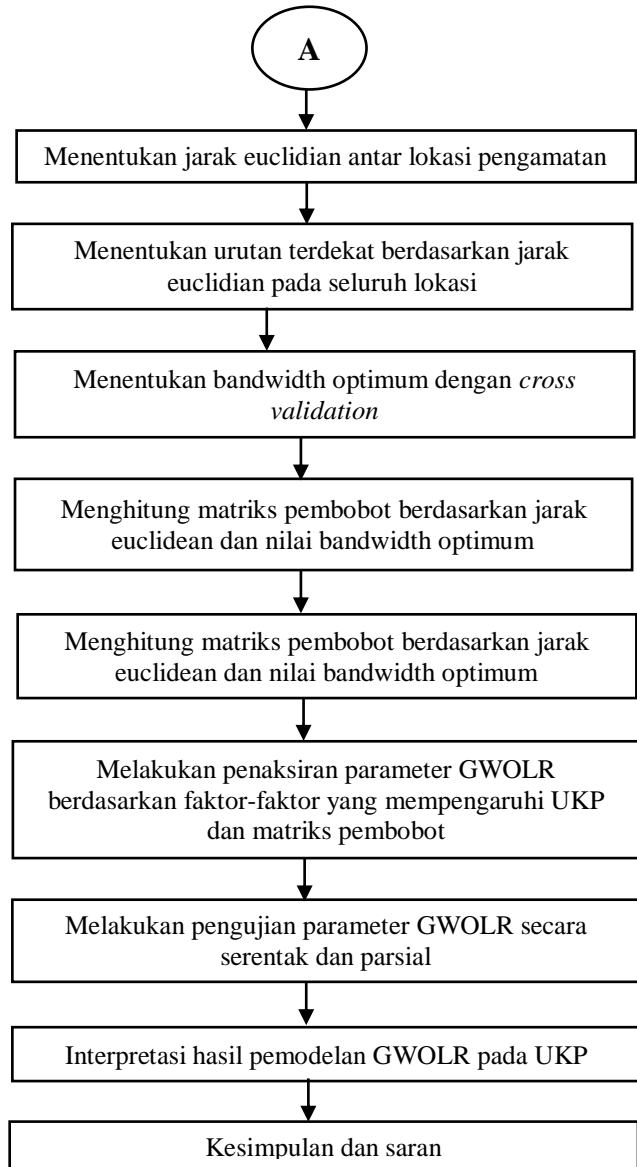 A
Menentukan jarak euclidian antar lokasi pengamatan
Menentukan urutan terdekat berdasarkan jarak
euclidian pada seluruh lokasi
Menentukan bandwidth optimum dengan cross
validation
Menghitung matriks pembobot berdasarkan jarak
euclidean dan nilai bandwidth optimum
Menghitung matriks pembobot berdasarkan jarak
euclidean dan nilai bandwidth optimum
Melakukan penaksiran parameter GWOLR
berdasarkan faktor-faktor yang mempengaruhi UKP
dan matriks pembobot
Melakukan pengujian parameter GWOLR secara
serentak dan parsial
Interpretasi hasil pemodelan GWOLR pada UKP
Kesimpulan dan saran